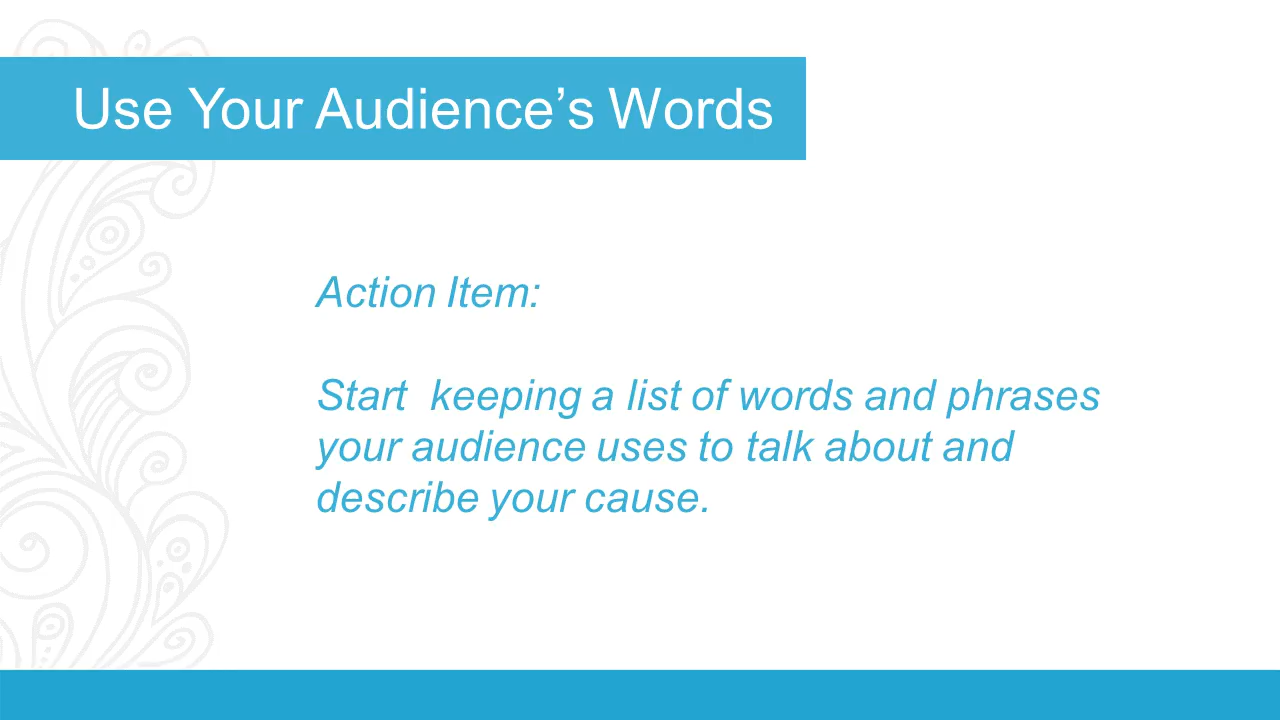 Use Your Audience’s Words
Action Item:
Start  keeping a list of words and phrases
your audience uses to talk about and
describe your cause.